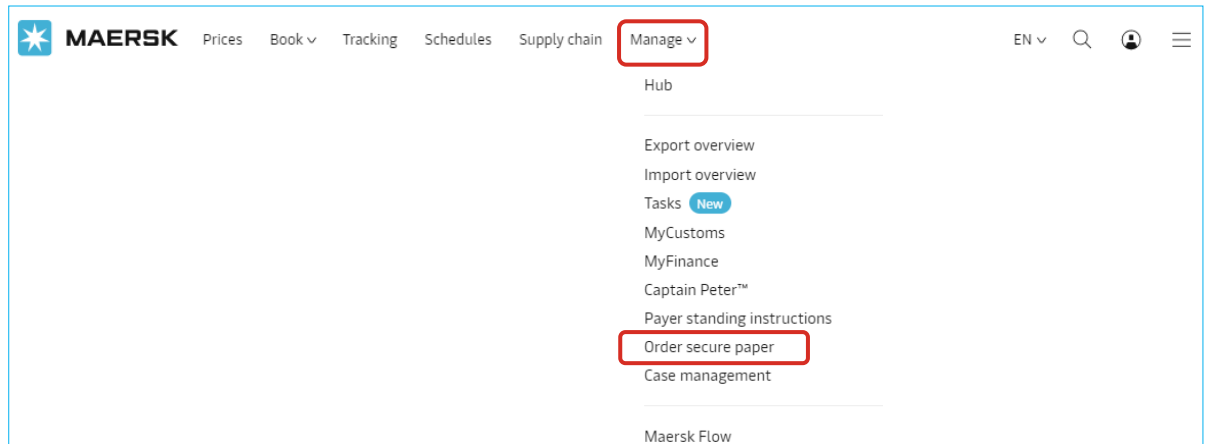 MAERSK Prices Book Tracking Schedules Supply chain Manage EN
Hub
Export overview
Import overview
Tasks New
MyCustoms
MyFinance
Captain Peter™
Payer standing instructions
Order secure paper
Case management
Maersk Flow